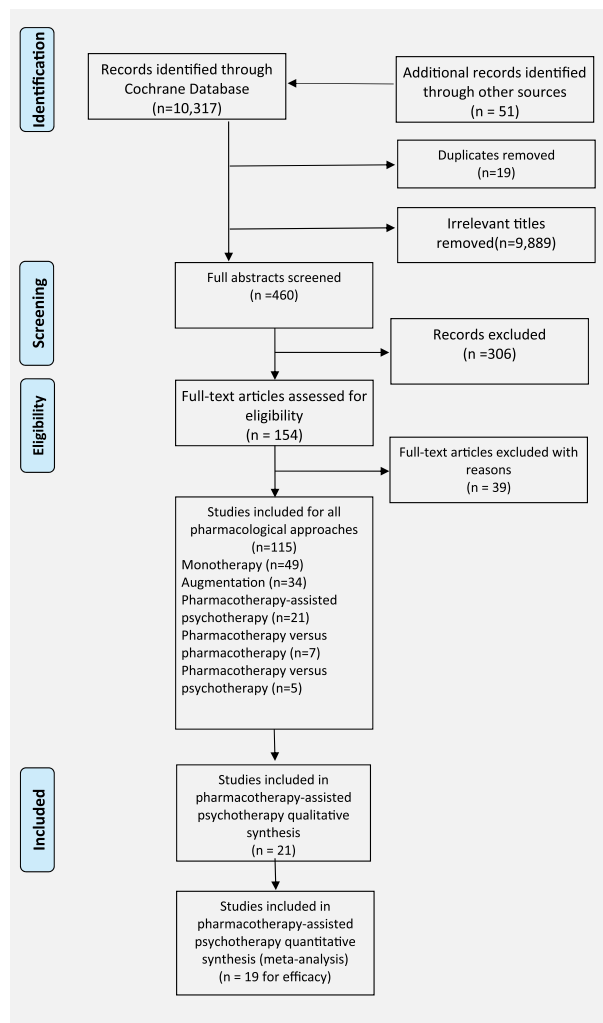 Identification
Records identified through
Cochrane Database
(n=10,317)
Additional records identified
through other sources
(n = 51)
Duplicates removed
(n=19)
Irrelevant titles
removed(n=9,889)
Screening
Full abstracts screened
(n =460)
Records excluded
(n =306)
Eligibility
Full-text articles assessed for
eligibility
(n = 154)
Full-text articles excluded with
reasons
(n = 39)
Studies included for all
pharmacological approaches
(n=115)
Monotherapy (n=49)
Augmentation (n=34)
Pharmacotherapy-assisted
psychotherapy (n=21)
Pharmacotherapy versus
pharmacotherapy (n=7)
Pharmacotherapy versus
psychotherapy (n=5)
Included
Studies included in
pharmacotherapy-assisted
psychotherapy qualitative
synthesis
(n = 21)
Studies included in
pharmacotherapy-assisted
psychotherapy quantitative
synthesis (meta-analysis)
(n = 19 for efficacy)